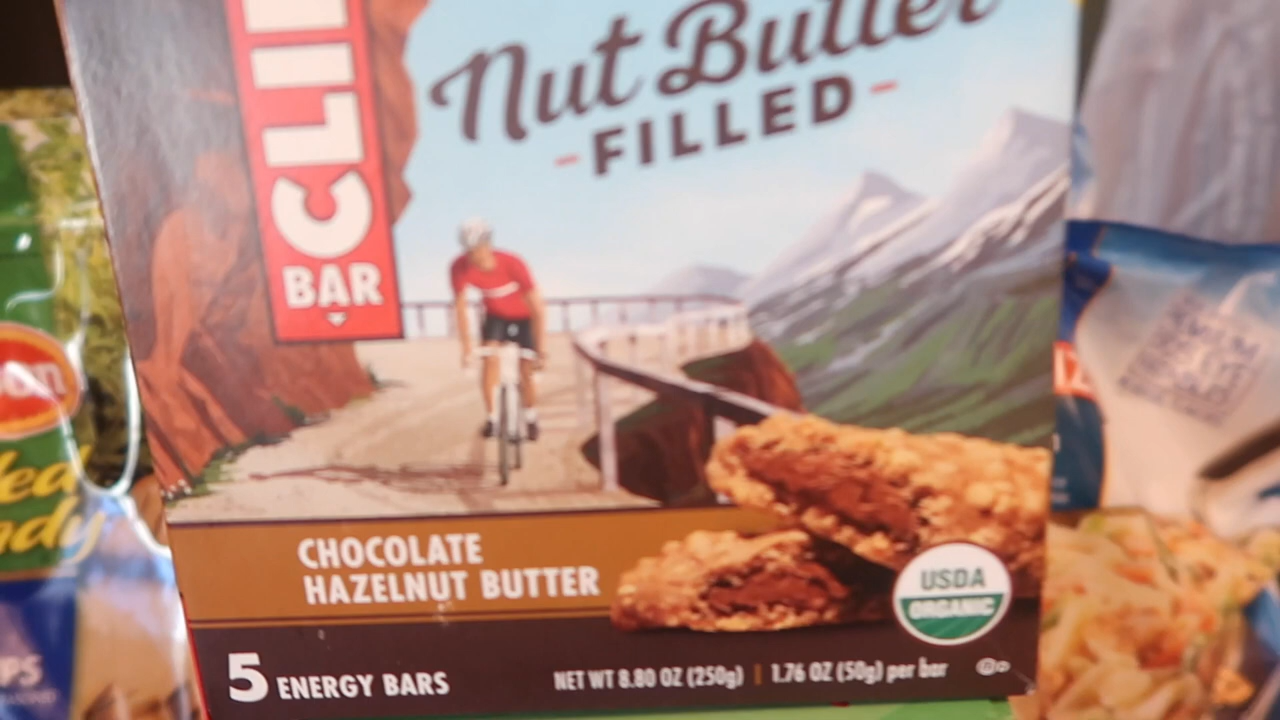 CLI
BAR
Nut Butter
FILLED
CHOCOLATE
HAZELNUT BUTTER
USDA
ORGANIC
5 ENERGY BARS
NET WT 8.80 OZ (250g) | 1.76 OZ (50g) per bar